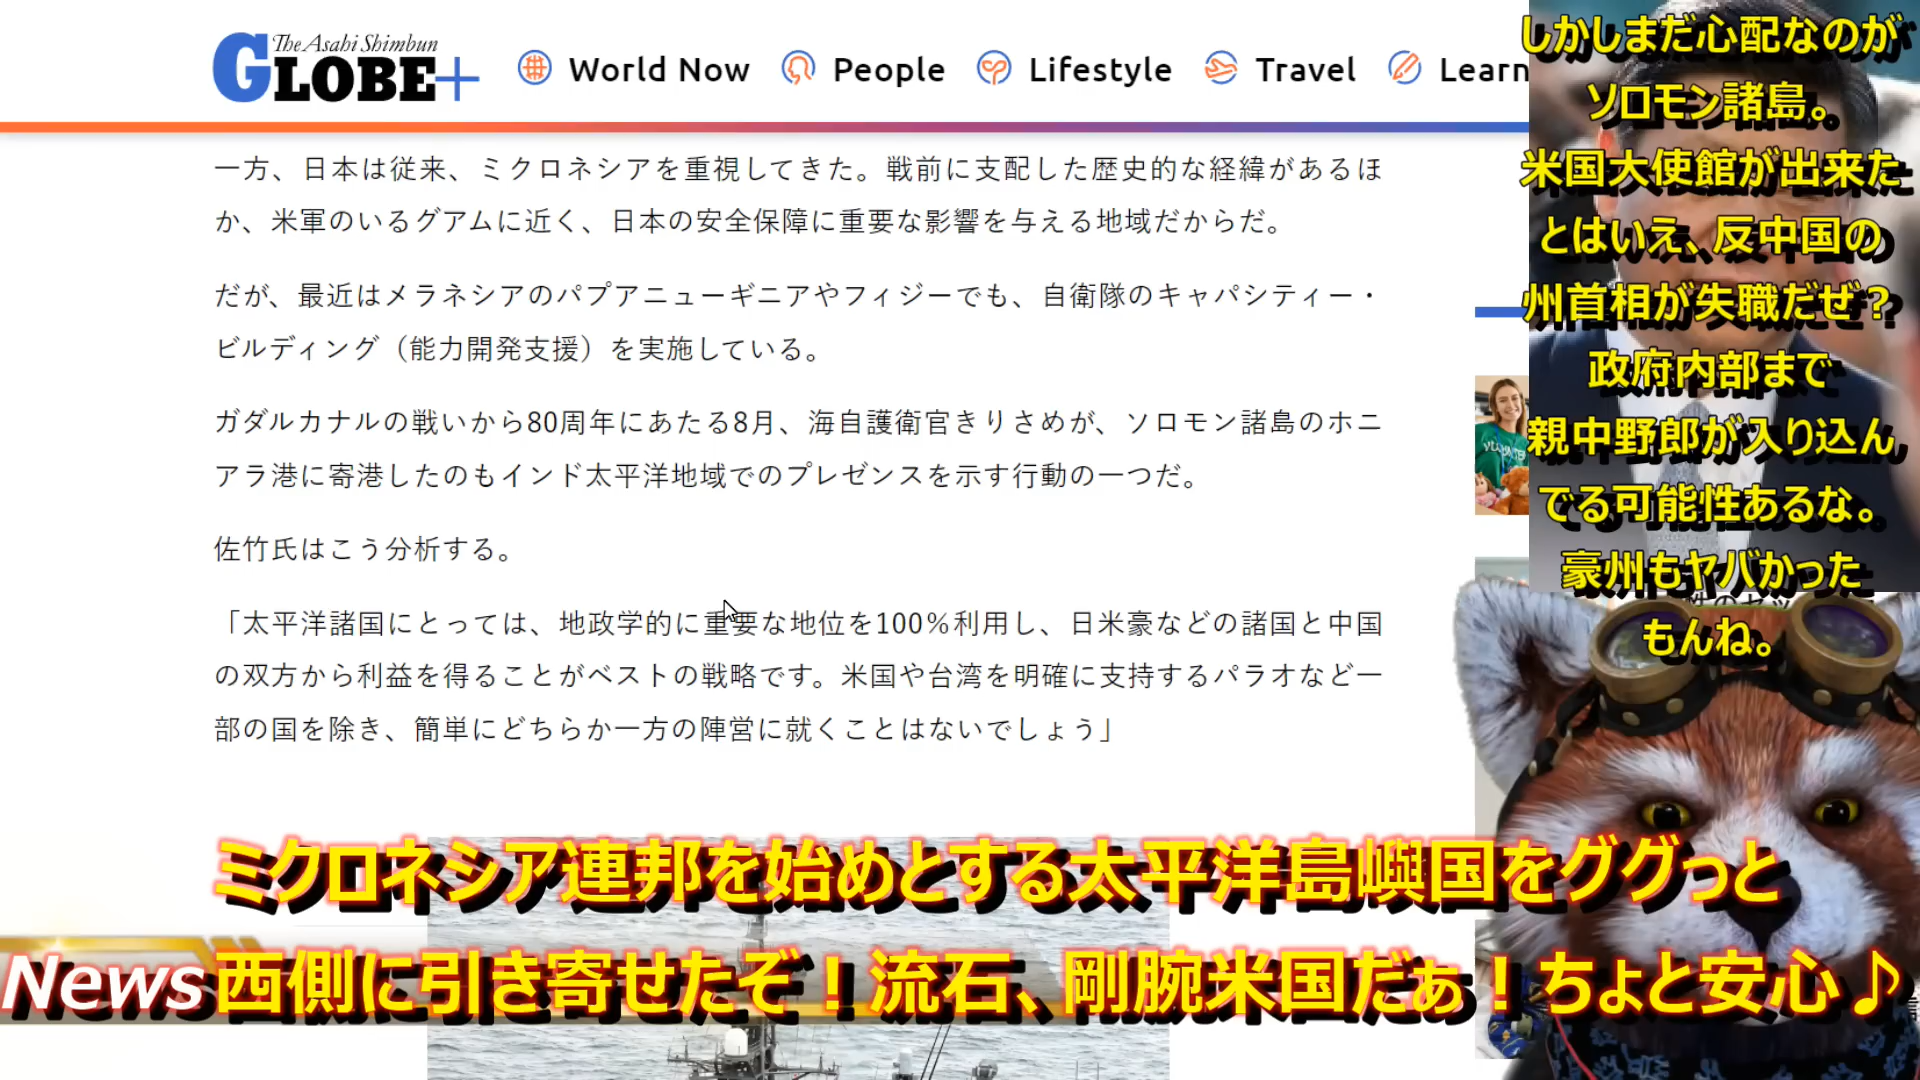 The Asahi Shimbun
GLOBE+
World Now
People
Lifestyle
Travel
Learn
一方、日本は従来、ミクロネシアを重視してきた。戦前に支配した歴史的な経緯があるほ
か、米軍のいるグアムに近く、日本の安全保障に重要な影響を与える地域だからだ。
だが、最近はメラネシアのパプアニューギニアやフィジーでも、自衛隊のキャパシティー・
ビルディング（能力開発支援）を実施している。
ガダルカナルの戦いから80周年にあたる8月、海自護衛官きりさめが、ソロモン諸島のホニ
アラ港に寄港したのもインド太平洋地域でのプレゼンスを示す行動の一つだ。
佐竹氏はこう分析する。
「太平洋諸国にとっては、地政学的に重要な地位を100％利用し、日米豪などの諸国と中国
の双方から利益を得ることがベストの戦略です。米国や台湾を明確に支持するパラオなど一
部の国を除き、簡単にどちらか一方の陣営に就くことはないでしょう」
しかしまだ心配なのが
ソロモン諸島。
米国大使館が出来た
とはいえ、反中国の
州首相が失職だぜ？
政府内部まで
親中野郎が入り込ん
でる可能性あるな。
豪州もヤバかった
もんね。
ミクロネシア連邦を始めとする太平洋島嶼国をググっと
News
西側に引き寄せたぞ！流石、剛腕米国だぁ！ちょと安心♪